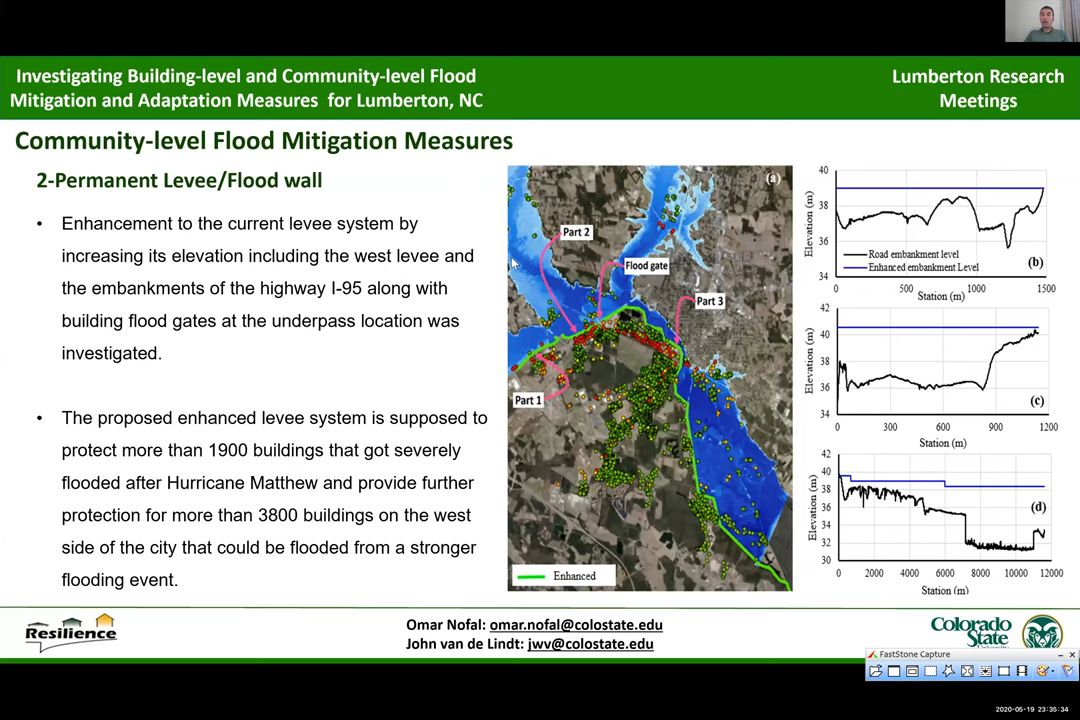 Investigating Building-level and Community-level Flood
Mitigation and Adaptation Measures for Lumberton, NC
Lumberton Research
Meetings
Community-level Flood Mitigation Measures
2-Permanent Levee/Flood wall
• Enhancement to the current levee system by
increasing its elevation including the west levee and
the embankments of the highway I-95 along with
building flood gates at the underpass location was
investigated.
• The proposed enhanced levee system is supposed to
protect more than 1900 buildings that got severely
flooded after Hurricane Matthew and provide further
protection for more than 3800 buildings on the west
side of the city that could be flooded from a stronger
flooding event.
(a)
Part 2
Flood gate
Part 3
Part 1
Enhanced
40
38
36
34
Elevation (m)
Road embankment level
Enhanced embankment Level
(b)
0 500 1000 1500
Station (m)
42
40
38
36
34
Elevation (m)
(c)
0 300 600 900 1200
Station (m)
42
40
38
36
34
32
30
Elevation (m)
(d)
0 2000 4000 6000 8000 10000 12000
Station (m)
Resilience
Omar Nofal: omar.nofal@colostate.edu
John van de Lindt: jwv@colostate.edu
Colorado
State
FastStone Capture
2020-05-19 23:35:34